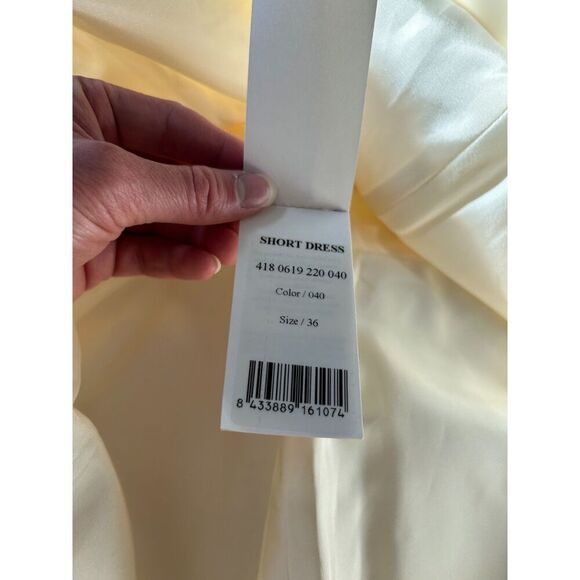 SHORT DRESS
418 0619 220 040
Color / 040
Size / 36
8 433889 161074